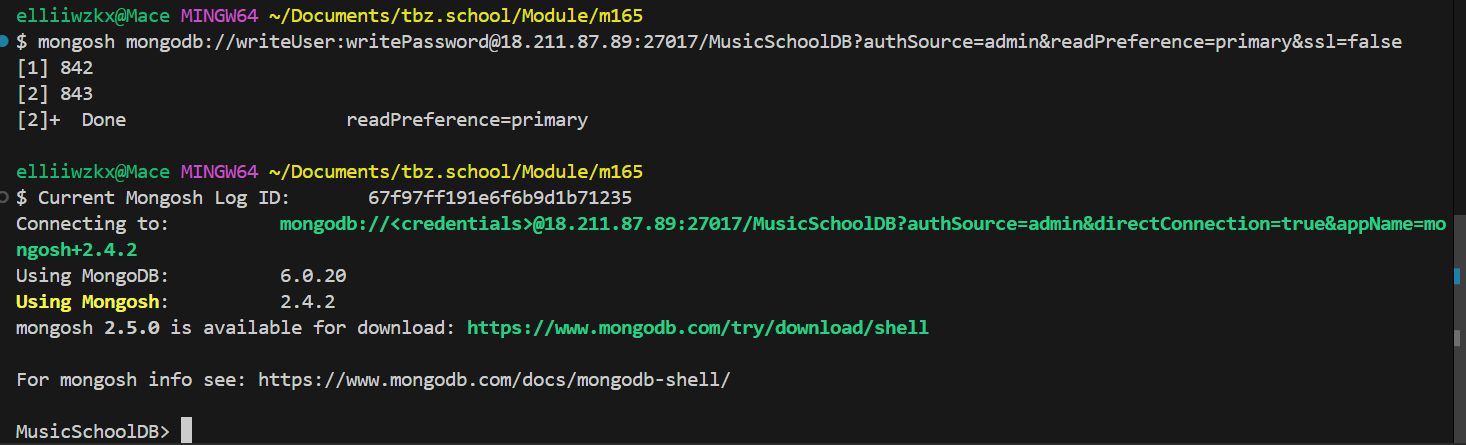 elliiwzkx@Mace MINGW64 ~/Documents/tbz.school/Module/m165
$ mongosh mongodb://writeUser:writePassword@18.211.87.89:27017/MusicSchoolDB?authSource=admin&readPreference=primary&ssl=false
[1] 842
[2] 843
[2]+  Done                    readPreference=primary
elliiwzkx@Mace MINGW64 ~/Documents/tbz.school/Module/m165
$ Current Mongosh Log ID:       67f97ff191e6f6b9d1b71235
Connecting to:          mongodb://<credentials>@18.211.87.89:27017/MusicSchoolDB?authSource=admin&directConnection=true&appName=mo
ngosh+2.4.2
Using MongoDB:          6.0.20
Using Mongosh:          2.4.2
mongosh 2.5.0 is available for download: https://www.mongodb.com/try/download/shell
For mongosh info see: https://www.mongodb.com/docs/mongodb-shell/
MusicSchoolDB>